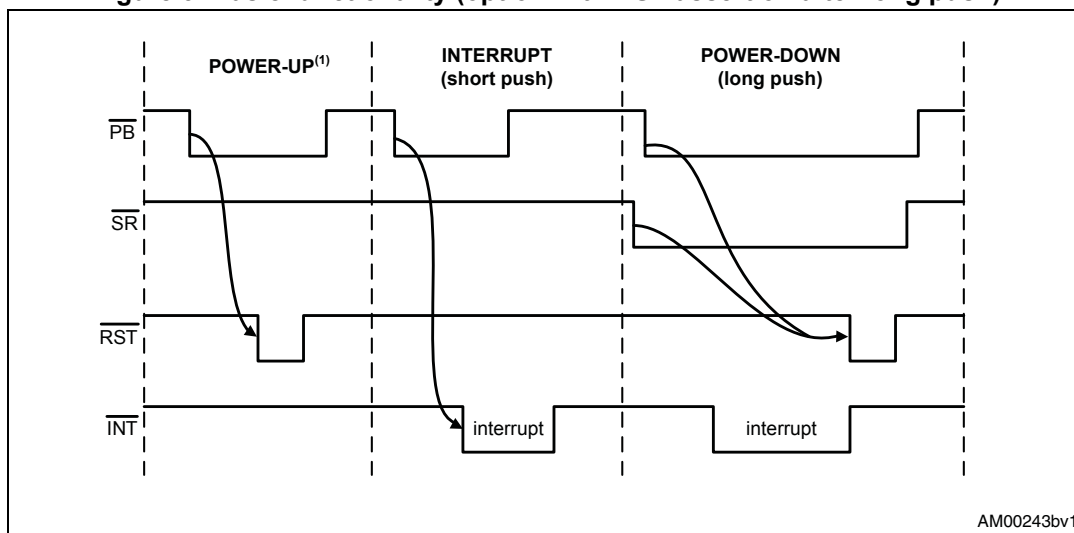 POWER-UP(1)
INTERRUPT
(short push)
POWER-DOWN
(long push)
PB
SR
RST
INT
interrupt
interrupt
AM00243bv1